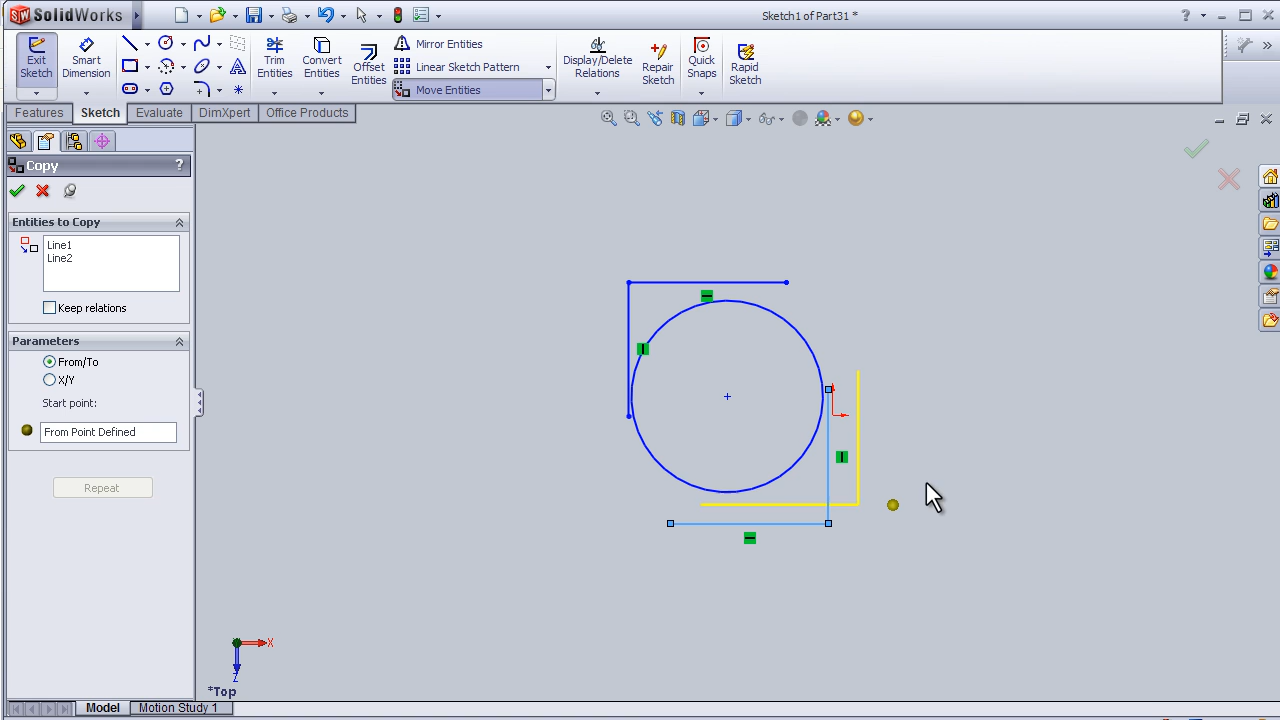 SW SolidWorks
Sketch1 of Part31 *
?
Exit Sketch
Smart Dimension
Trim Entities
Convert Entities
Offset Entities
Mirror Entities
Linear Sketch Pattern
Move Entities
Display/Delete Relations
Repair Sketch
Quick Snaps
Rapid Sketch
Features
Sketch
Evaluate
DimXpert
Office Products
Copy
?
Entities to Copy
Line1
Line2
Keep relations
Parameters
From/To
X/Y
Start point:
From Point Defined
Repeat
X
Z
*Top
Model
Motion Study 1